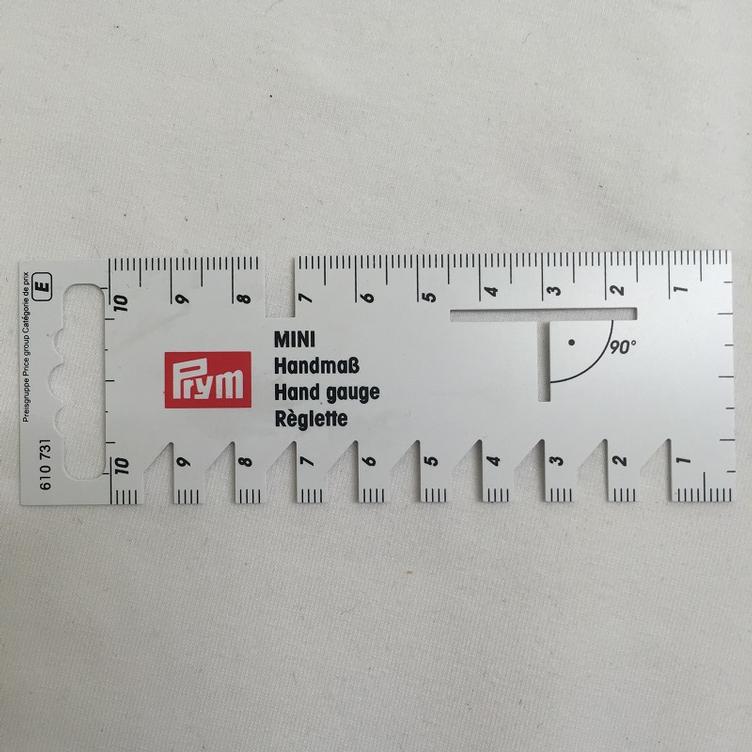 Preisgruppe Price group Catégorie de prix
E
610 731
10 9 8 7 6 5 4 3 2 1
Prym
MINI
Handmaß
Hand gauge
Règlette
90°
10 9 8 7 6 5 4 3 2 1